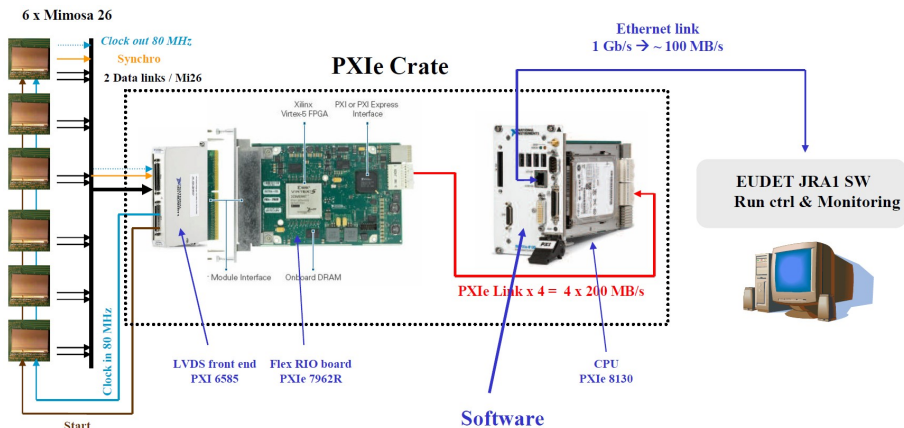 6 x Mimosa 26
Clock out 80 MHz
Synchro
2 Data links / Mi26
Ethernet link
1 Gb/s → ~ 100 MB/s
PXIe Crate
Xilinx
Virtex-5 FPGA
PXI or PXI Express
Interface
Module Interface
Onboard DRAM
EUDET JRA1 SW
Run ctrl & Monitoring
PXIe Link x 4 = 4 x 200 MB/s
Clock in 80 MHz
LVDS front end
PXI 6585
Flex RIO board
PXIe 7962R
CPU
PXIe 8130
Software
Start